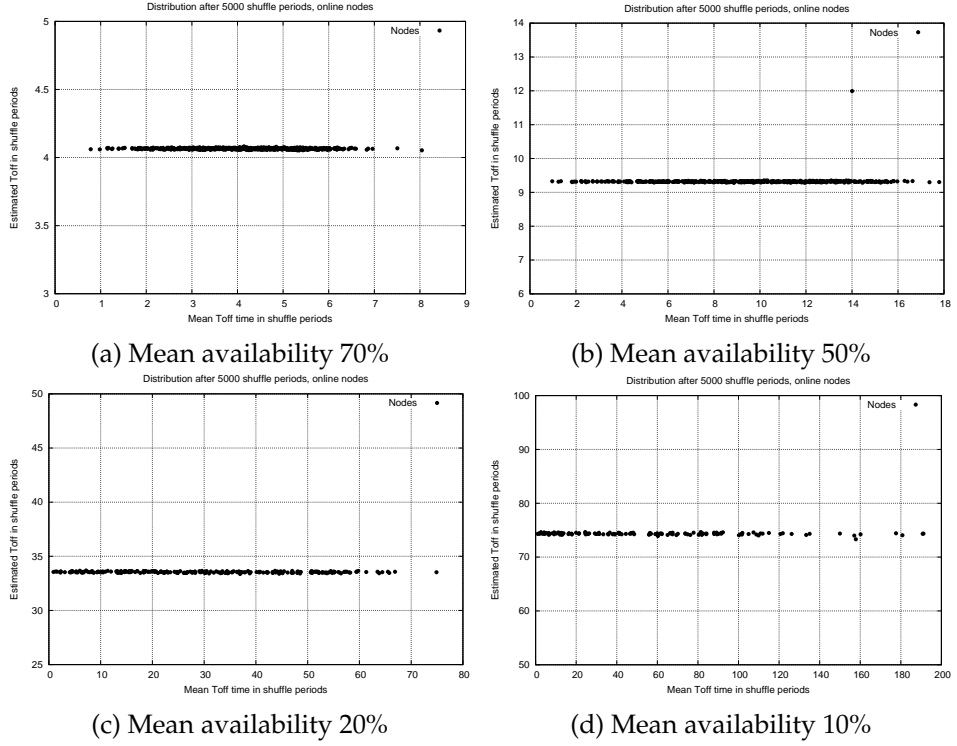 Distribution after 5000 shuffle periods, online nodes
Nodes
5
4.5
4
3.5
3
Estimated Toff in shuffle periods
0 1 2 3 4 5 6 7 8 9
Mean Toff time in shuffle periods
(a) Mean availability 70%
Distribution after 5000 shuffle periods, online nodes
Nodes
14
13
12
11
10
9
8
7
6
Estimated Toff in shuffle periods
0 2 4 6 8 10 12 14 16 18
Mean Toff time in shuffle periods
(b) Mean availability 50%
Distribution after 5000 shuffle periods, online nodes
Nodes
50
45
40
35
30
25
Estimated Toff in shuffle periods
0 10 20 30 40 50 60 70 80
Mean Toff time in shuffle periods
(c) Mean availability 20%
Distribution after 5000 shuffle periods, online nodes
Nodes
100
90
80
70
60
50
Estimated Toff in shuffle periods
0 20 40 60 80 100 120 140 160 180 200
Mean Toff time in shuffle periods
(d) Mean availability 10%